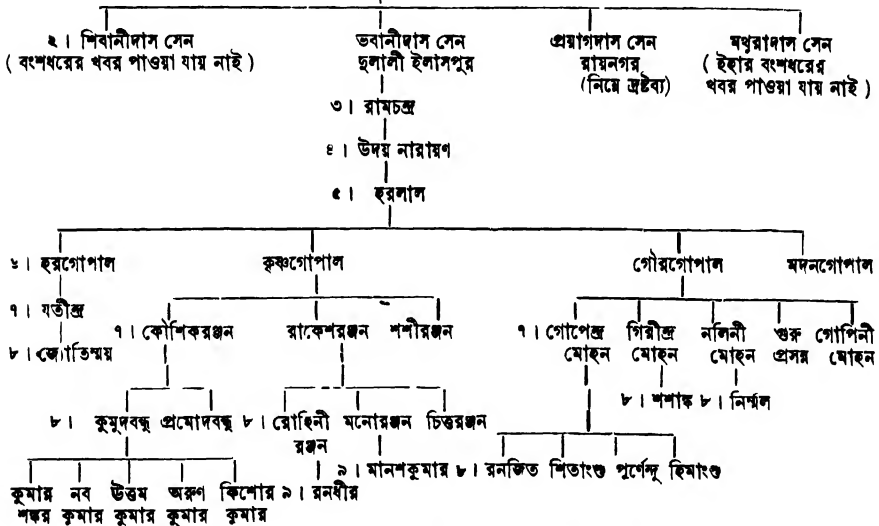 ২। শিবানীদাস সেন ভবানীদাস সেন প্রয়াগদাস সেন মথুরাদাস সেন
( বংশধরের খবর পাওয়া যায় নাই ) দুলালী ইলাসপুর রায়নগর ( ইহার বংশধরের
(নিম্নে দ্রষ্টব্য) খবর পাওয়া যায় নাই )
৩। রামচন্দ্র
৪। উদয় নারায়ণ
৫। হরলাল
৬। হরগোপাল কৃষ্ণগোপাল গৌরগোপাল মদনগোপাল
৭। যতীন্দ্র
৭। কৌশিকরঞ্জন রাকেশরঞ্জন শশীরঞ্জন ৭। গোপেন্দ্র গিরীন্দ্র নলিনী গুরু গোপিনী
৮। জ্যোতিষ্ময় মোহন মোহন মোহন প্রসন্ন মোহন
৮। শশাঙ্ক ৮। নির্ম্মল
৮। কুমুদবন্ধু প্রমোদবন্ধু ৮। রোহিনী মনোরঞ্জন চিত্তরঞ্জন
রঞ্জন
৯। মানশকুমার ৮। রনজিত শিতাংশু পূর্ণেন্দূ হিমাংশু
কুমার নব উত্তম অরুণ কিশোর ৯। রনধীর
শঙ্কর কুমার কুমার কুমার কুমার